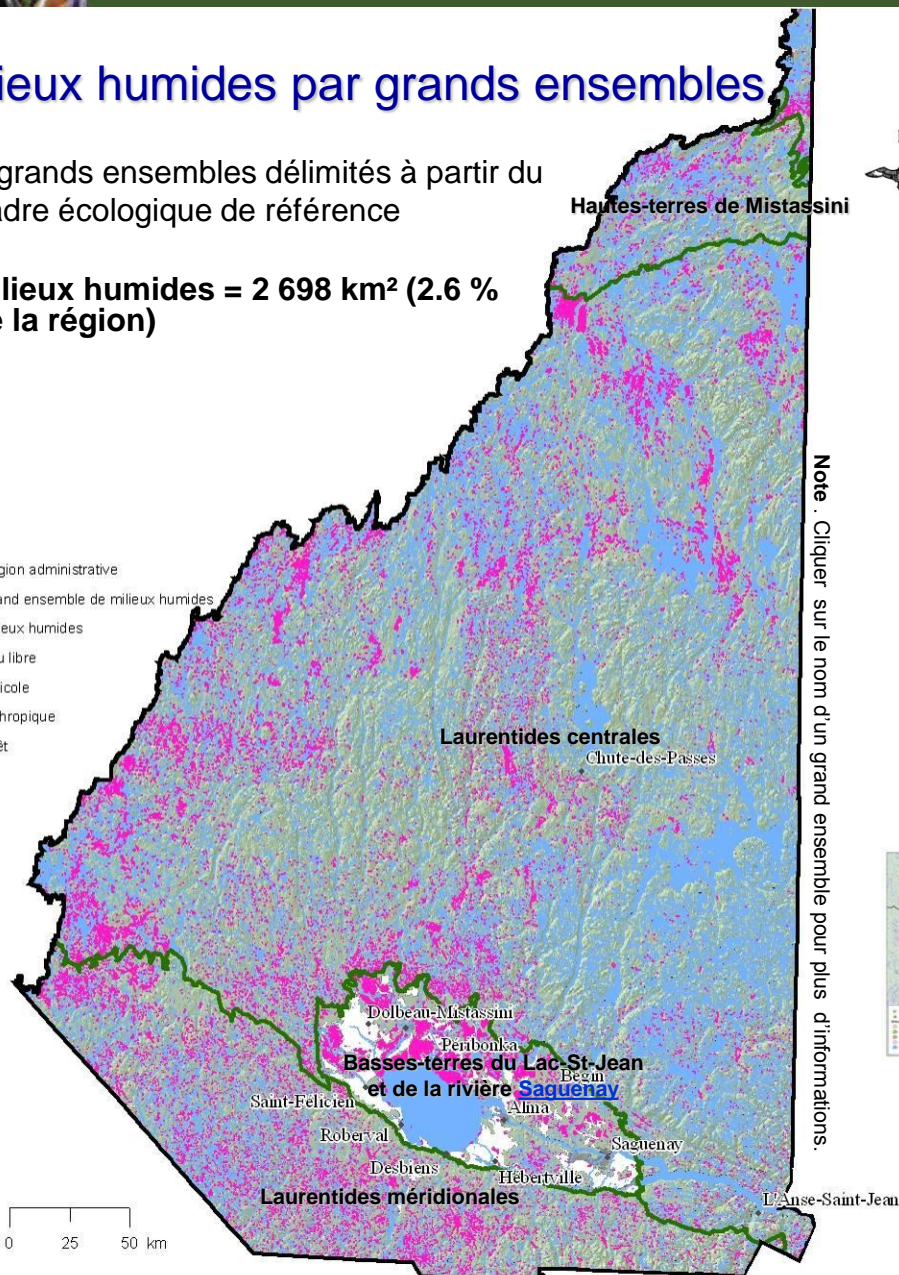 lieux humides par grands ensembles
grands ensembles délimités à partir du
adre écologique de référence
lieux humides = 2 698 km² (2.6 %
e la région)
Hautes-terres de Mistassini
gion administrative
and ensemble de milieux humides
eux humides
u libre
icole
hropique
êt
Laurentides centrales
Chute-des-Passes
Note . Cliquer sur le nom d'un grand ensemble pour plus d'informations.
Dolbeau-Mistassini
Péribonka
Basses-terres du Lac-St-Jean
et de la rivière Saguenay
Bégin
Saint-Félicien
Alma
Roberval
Saguenay
Desbiens
Hébertville
Laurentides méridionales
L'Anse-Saint-Jean
0 25 50 km